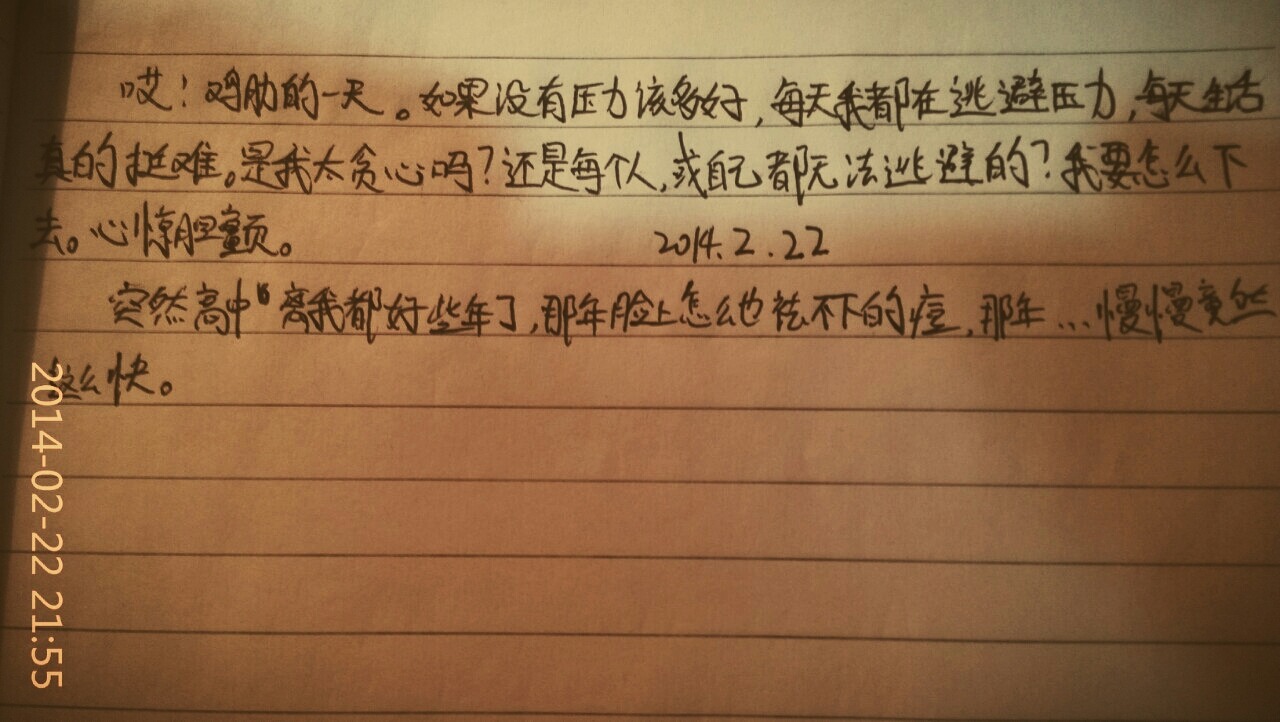 哎！鸡肋的一天。如果没有压力该多好，每天我都在逃避压力，每天生活
真的挺难。是我太贪心吗？还是每个人，或自己都无法逃避的？我要怎么下
去。心惊胆颤。 2014.2.22
突然高中离我都好些年了，那年脸上怎么也祛不下的痘，那年…慢慢竟然
这么快。
2014-02-22 21:55